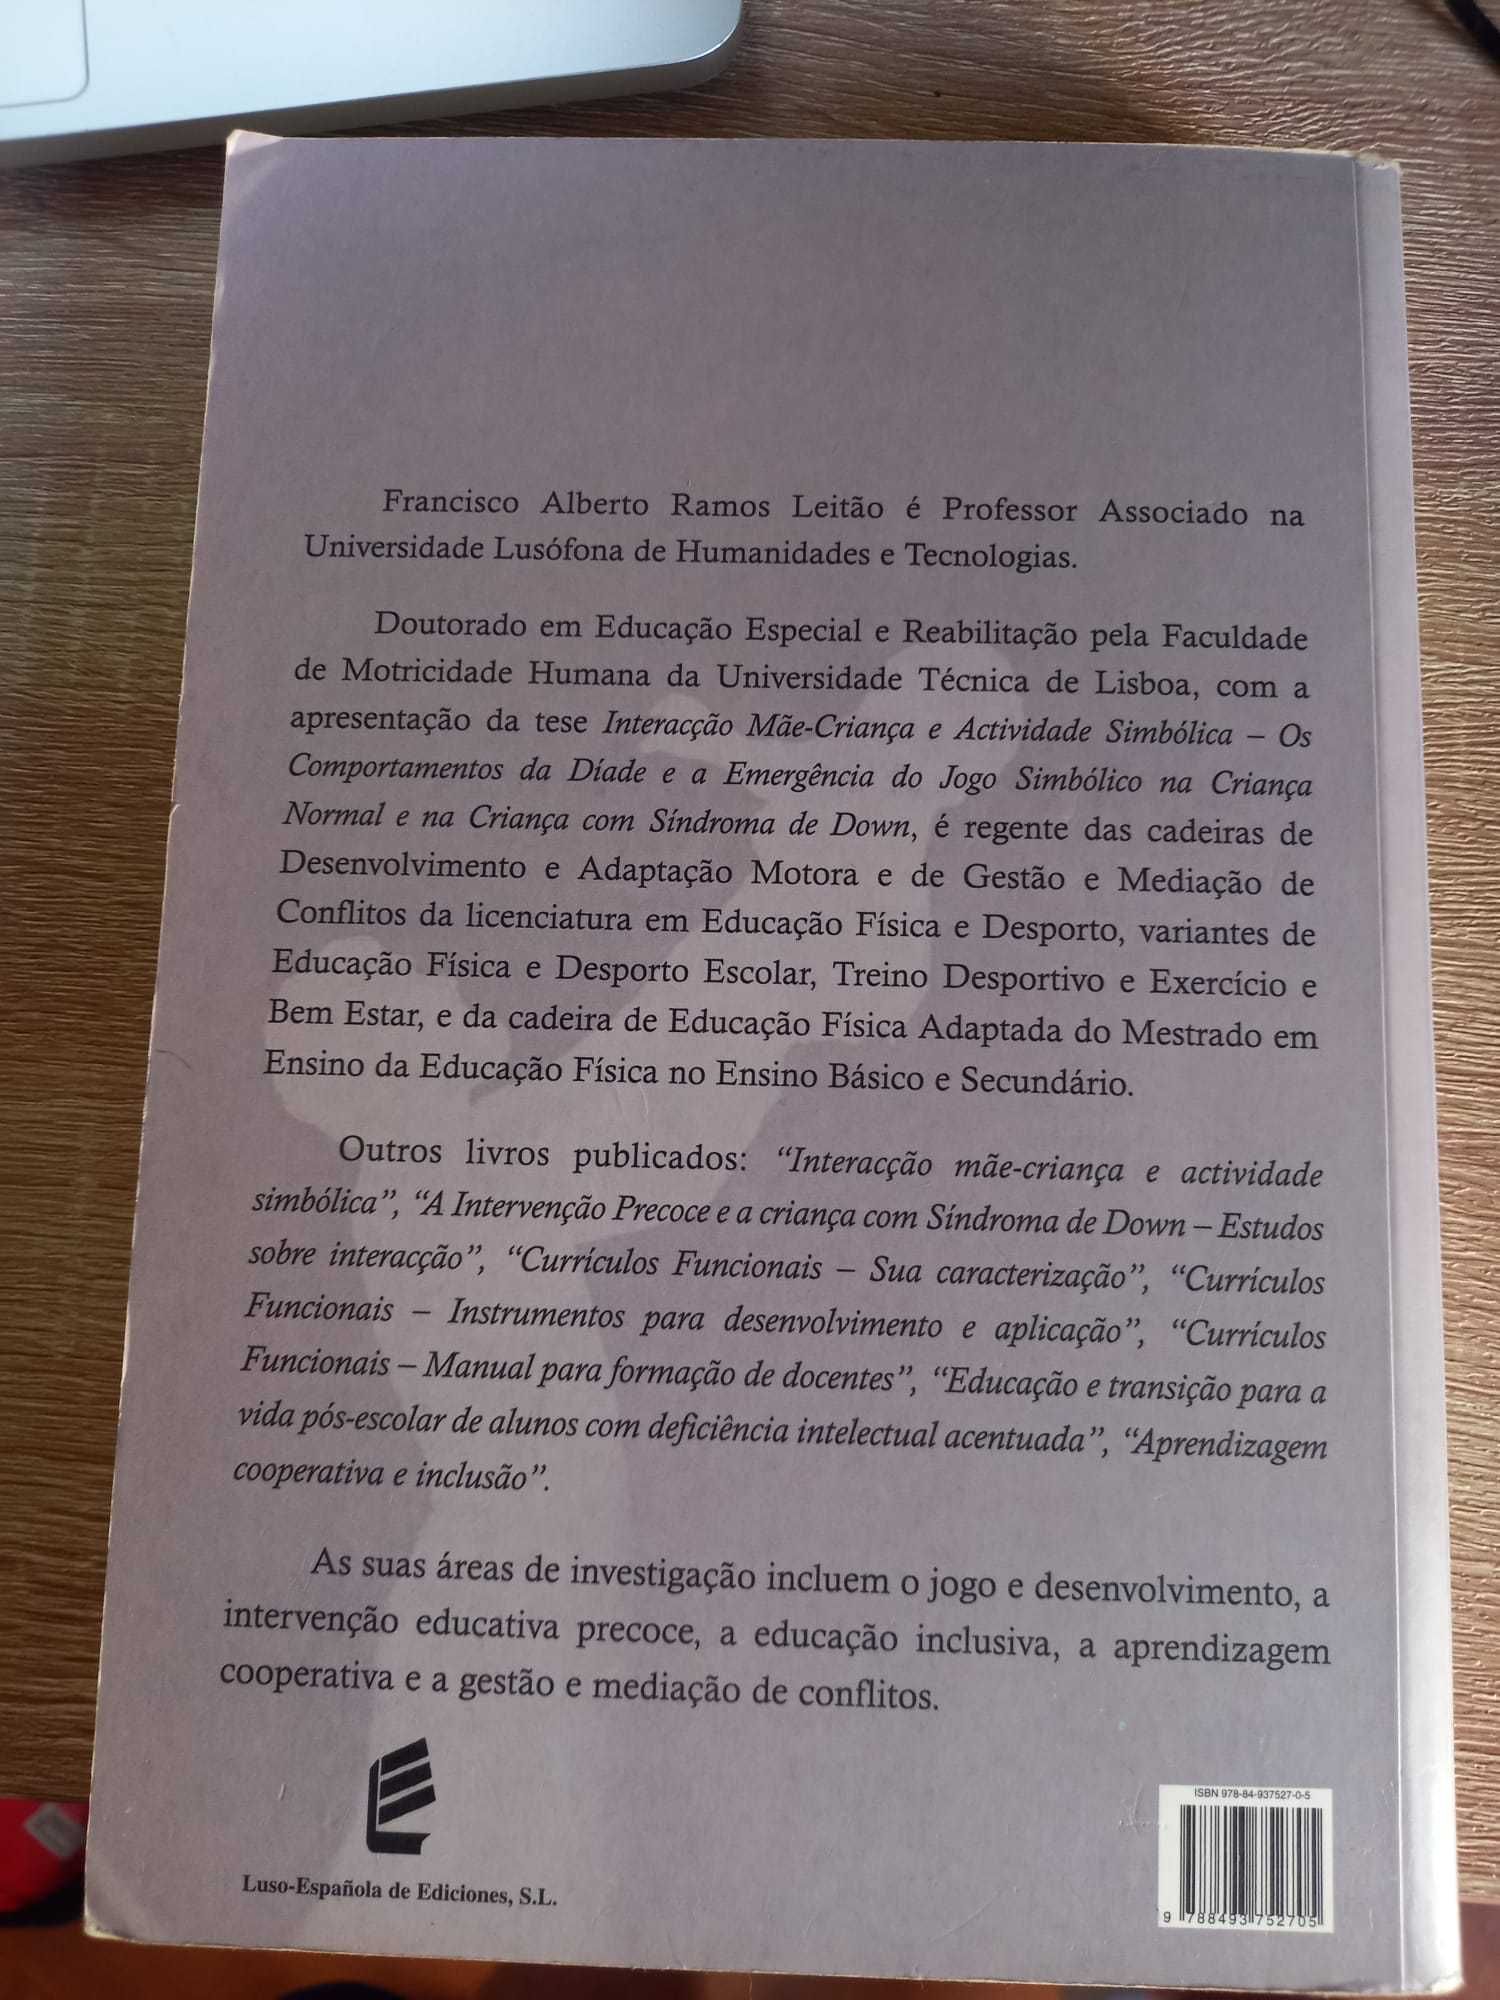 Francisco Alberto Ramos Leitão é Professor Associado na
Universidade Lusófona de Humanidades e Tecnologias.
Doutorado em Educação Especial e Reabilitação pela Faculdade
de Motricidade Humana da Universidade Técnica de Lisboa, com a
apresentação da tese Interacção Mãe-Criança e Actividade Simbólica – Os
Comportamentos da Díade e a Emergência do Jogo Simbólico na Criança
Normal e na Criança com Síndroma de Down, é regente das cadeiras de
Desenvolvimento e Adaptação Motora e de Gestão e Mediação de
Conflitos da licenciatura em Educação Física e Desporto, variantes de
Educação Física e Desporto Escolar, Treino Desportivo e Exercício e
Bem Estar, e da cadeira de Educação Física Adaptada do Mestrado em
Ensino da Educação Física no Ensino Básico e Secundário.
Outros livros publicados: “Interacção mãe-criança e actividade
simbólica”, “A Intervenção Precoce e a criança com Síndroma de Down – Estudos
sobre interacção”, “Currículos Funcionais – Sua caracterização”, “Currículos
Funcionais – Instrumentos para desenvolvimento e aplicação”, “Currículos
Funcionais – Manual para formação de docentes”, “Educação e transição para a
vida pós-escolar de alunos com deficiência intelectual acentuada”, “Aprendizagem
cooperativa e inclusão”.
As suas áreas de investigação incluem o jogo e desenvolvimento, a
intervenção educativa precoce, a educação inclusiva, a aprendizagem
cooperativa e a gestão e mediação de conflitos.
Luso-Española de Ediciones, S.L.
ISBN 978-84-937527-0-5
9 788493 752705